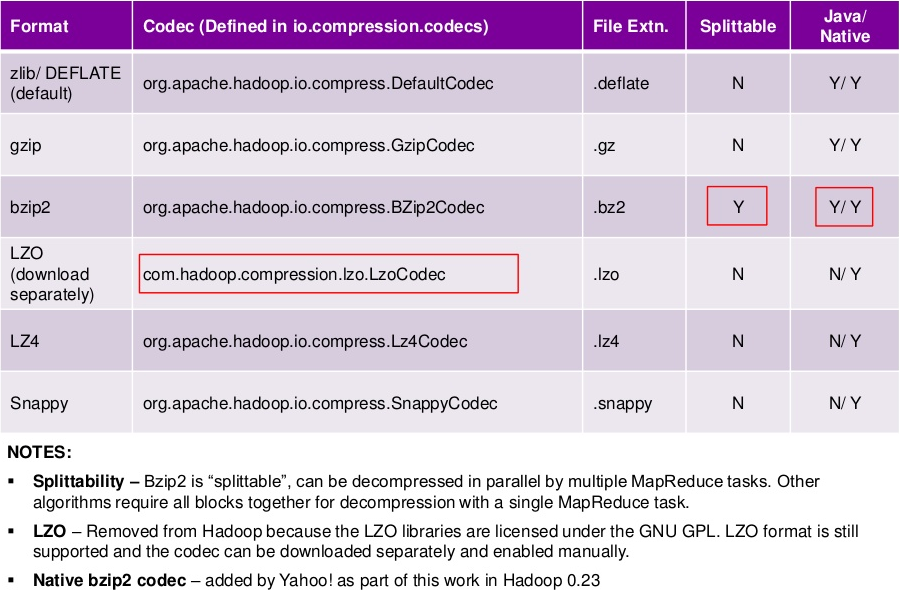 Format Codec (Defined in io.compression.codecs) File Extn. Splittable Java/
Native
zlib/ DEFLATE
(default) org.apache.hadoop.io.compress.DefaultCodec .deflate N Y/ Y
gzip org.apache.hadoop.io.compress.GzipCodec .gz N Y/ Y
bzip2 org.apache.hadoop.io.compress.BZip2Codec .bz2 Y Y/ Y
LZO
(download
separately) com.hadoop.compression.lzo.LzoCodec .lzo N N/ Y
LZ4 org.apache.hadoop.io.compress.Lz4Codec .lz4 N N/ Y
Snappy org.apache.hadoop.io.compress.SnappyCodec .snappy N N/ Y
NOTES:
▪ Splittability – Bzip2 is “splittable”, can be decompressed in parallel by multiple MapReduce tasks. Other
algorithms require all blocks together for decompression with a single MapReduce task.
▪ LZO – Removed from Hadoop because the LZO libraries are licensed under the GNU GPL. LZO format is still
supported and the codec can be downloaded separately and enabled manually.
▪ Native bzip2 codec – added by Yahoo! as part of this work in Hadoop 0.23